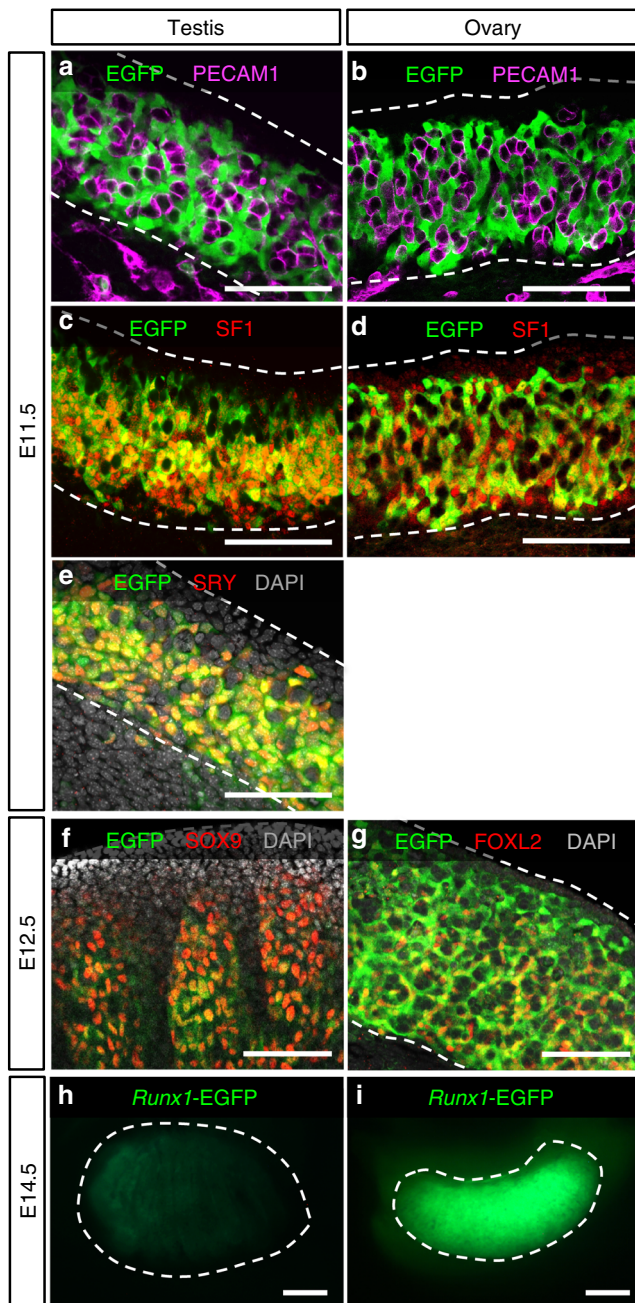 Testis
Ovary
E11.5
a EGFP PECAM1
b EGFP PECAM1
c EGFP SF1
d EGFP SF1
e EGFP SRY DAPI
E12.5
f EGFP SOX9 DAPI
g EGFP FOXL2 DAPI
E14.5
h Runx1-EGFP
i Runx1-EGFP